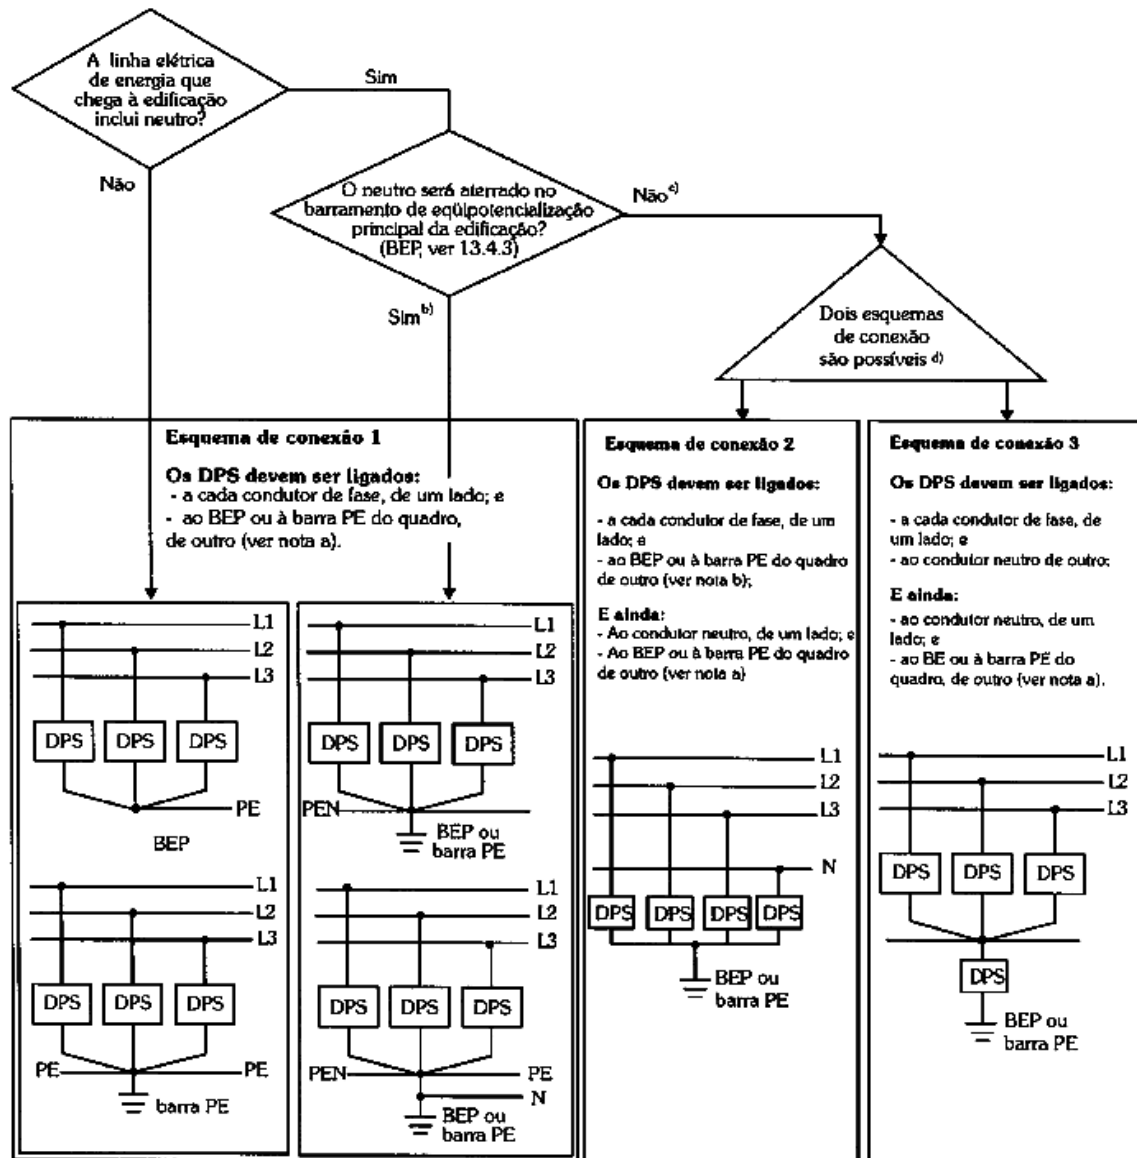 A linha elétrica
de energia que
chega à edificação
inclui neutro?
Sim
Não
O neutro será aterrado no
barramento de eqüipotencialização
principal da edificação?
(BEP, ver 13.4.3)
Não c)
Sim b)
Dois esquemas
de conexão
são possíveis d)
Esquema de conexão 1
Os DPS devem ser ligados:
- a cada condutor de fase, de um lado; e
- ao BEP ou à barra PE do quadro,
de outro (ver nota a).
L1
L2
L3
DPS DPS DPS
PE
BEP
L1
L2
L3
DPS DPS DPS
PE PE
barra PE
L1
L2
L3
DPS DPS DPS
PEN
BEP ou
barra PE
L1
L2
L3
DPS DPS DPS
PEN PE
N
BEP ou
barra PE
Esquema de conexão 2
Os DPS devem ser ligados:
- a cada condutor de fase, de um
lado; e
- ao BEP ou à barra PE do quadro
de outro (ver nota b);
E ainda:
- Ao condutor neutro, de um lado; e
- Ao BEP ou à barra PE do quadro
de outro (ver nota a)
L1
L2
L3
N
DPS DPS DPS DPS
BEP ou
barra PE
Esquema de conexão 3
Os DPS devem ser ligados:
- a cada condutor de fase, de
um lado; e
- ao condutor neutro de outro;
E ainda:
- ao condutor neutro, de um
lado; e
- ao BE ou à barra PE do
quadro, de outro (ver nota a).
L1
L2
L3
DPS DPS DPS
DPS
BEP ou
barra PE